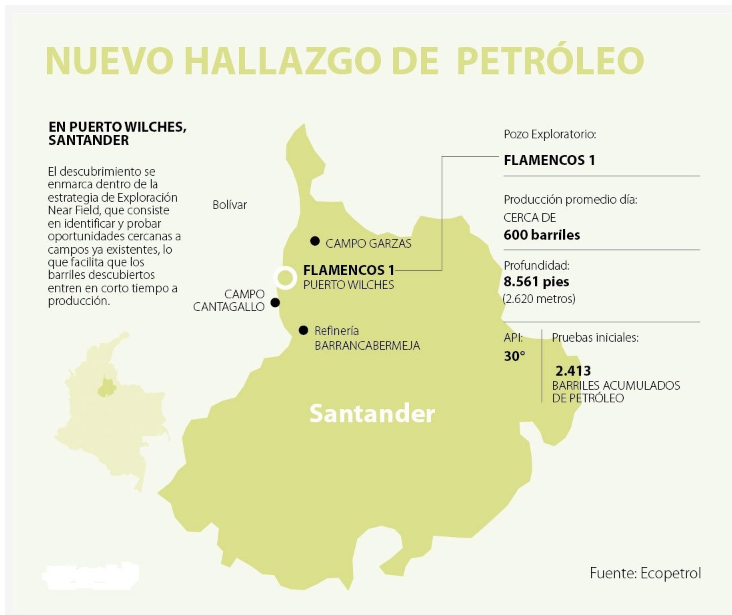 NUEVO HALLAZGO DE PETRÓLEO
EN PUERTO WILCHES,
SANTANDER
El descubrimiento se
enmarca dentro de la
estrategia de Exploración
Near Field, que consiste
en identificar y probar
oportunidades cercanas a
campos ya existentes, lo
que facilita que los
barriles descubiertos
entren en corto tiempo a
producción.
Bolívar
CAMPO GARZAS
FLAMENCOS 1
PUERTO WILCHES
CAMPO
CANTAGALLO
Refinería
BARRANCABERMEJA
Santander
Pozo Exploratorio:
FLAMENCOS 1
Producción promedio día:
CERCA DE
600 barriles
Profundidad:
8.561 pies
(2.620 metros)
API:
30°
Pruebas iniciales:
2.413
BARRILES ACUMULADOS
DE PETRÓLEO
Fuente: Ecopetrol